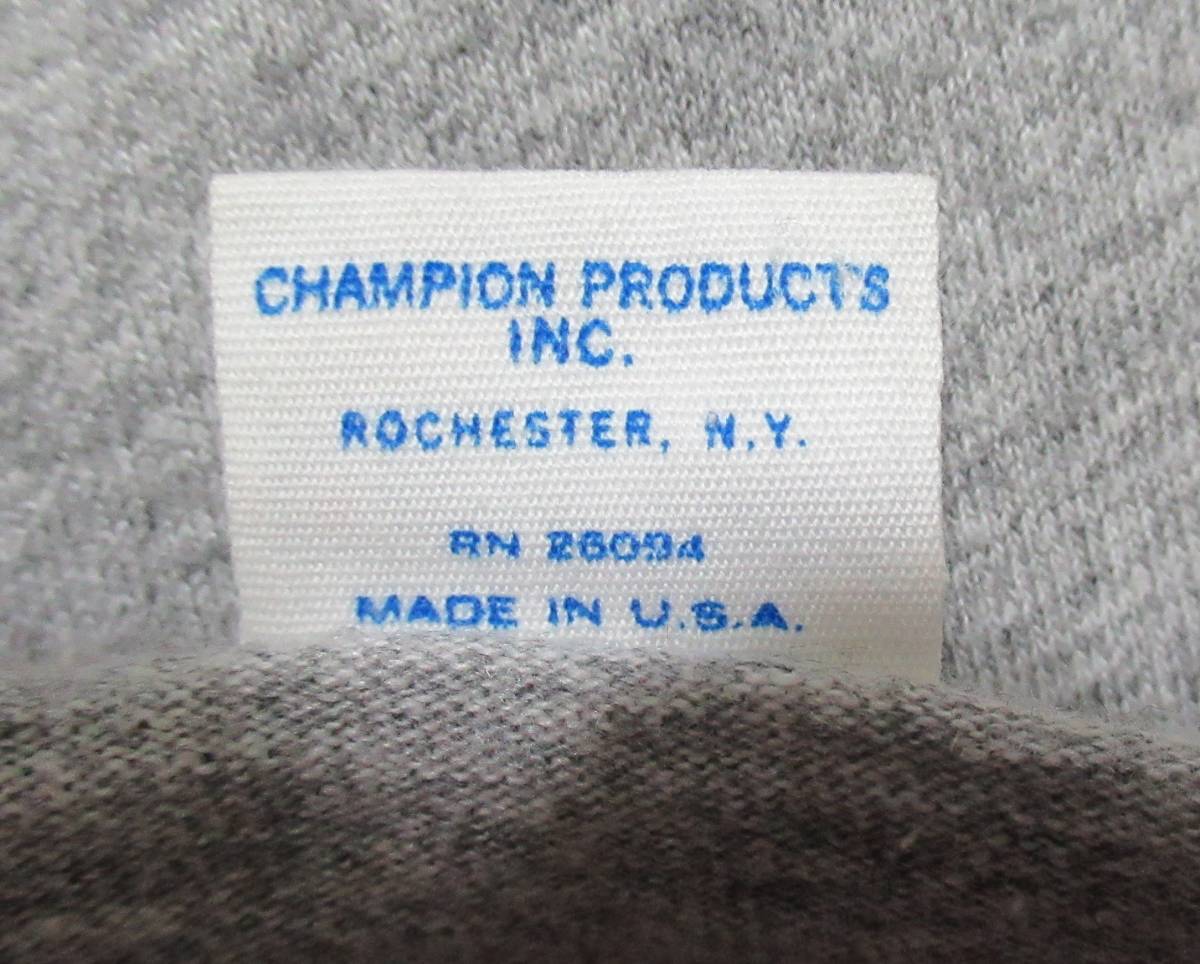 CHAMPION PRODUCTS
INC.
ROCHESTER, N.Y.
RN 26094
MADE IN U.S.A.